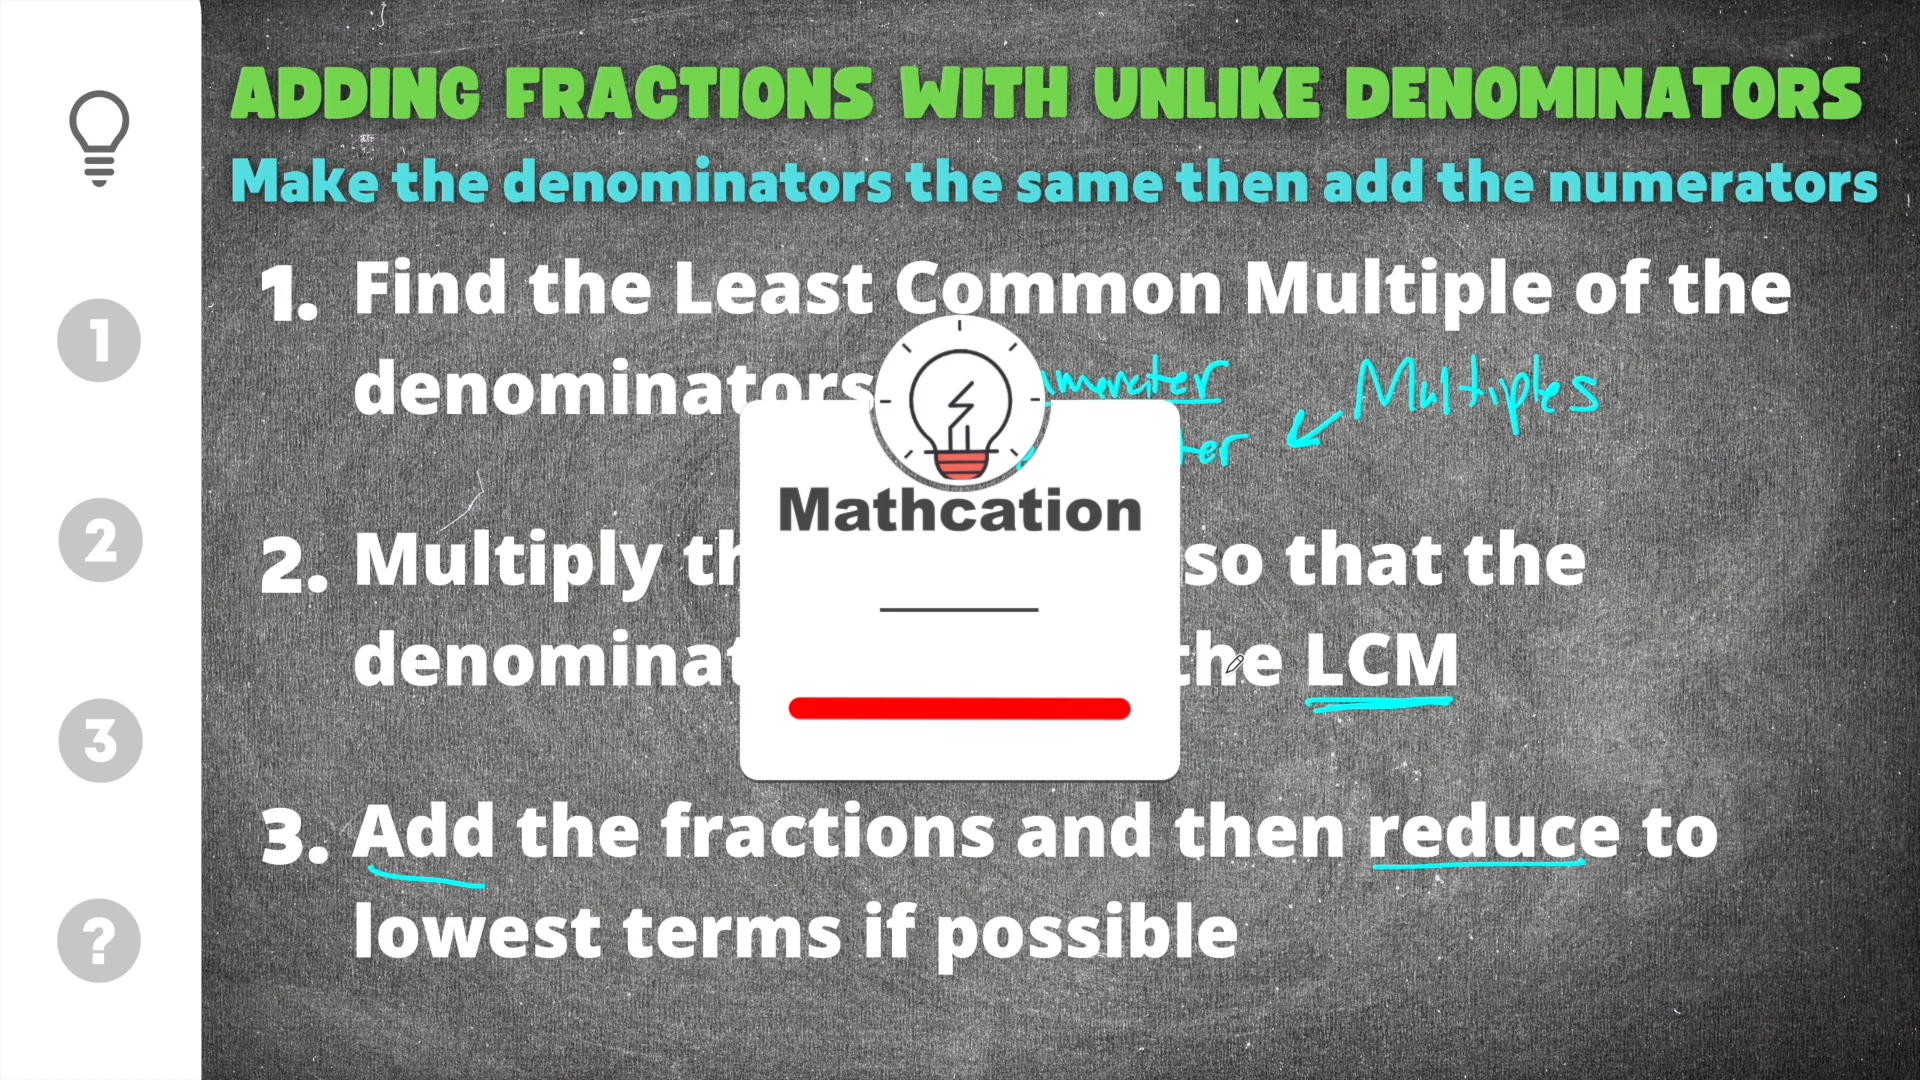 ADDING FRACTIONS WITH UNLIKE DENOMINATORS
Make the denominators the same then add the numerators
1
2
3
?
1. Find the Least Common Multiple of the
denominators
Multiples
Mathcation
2. Multiply so that the
the LCM
3. Add the fractions and then reduce to
lowest terms if possible